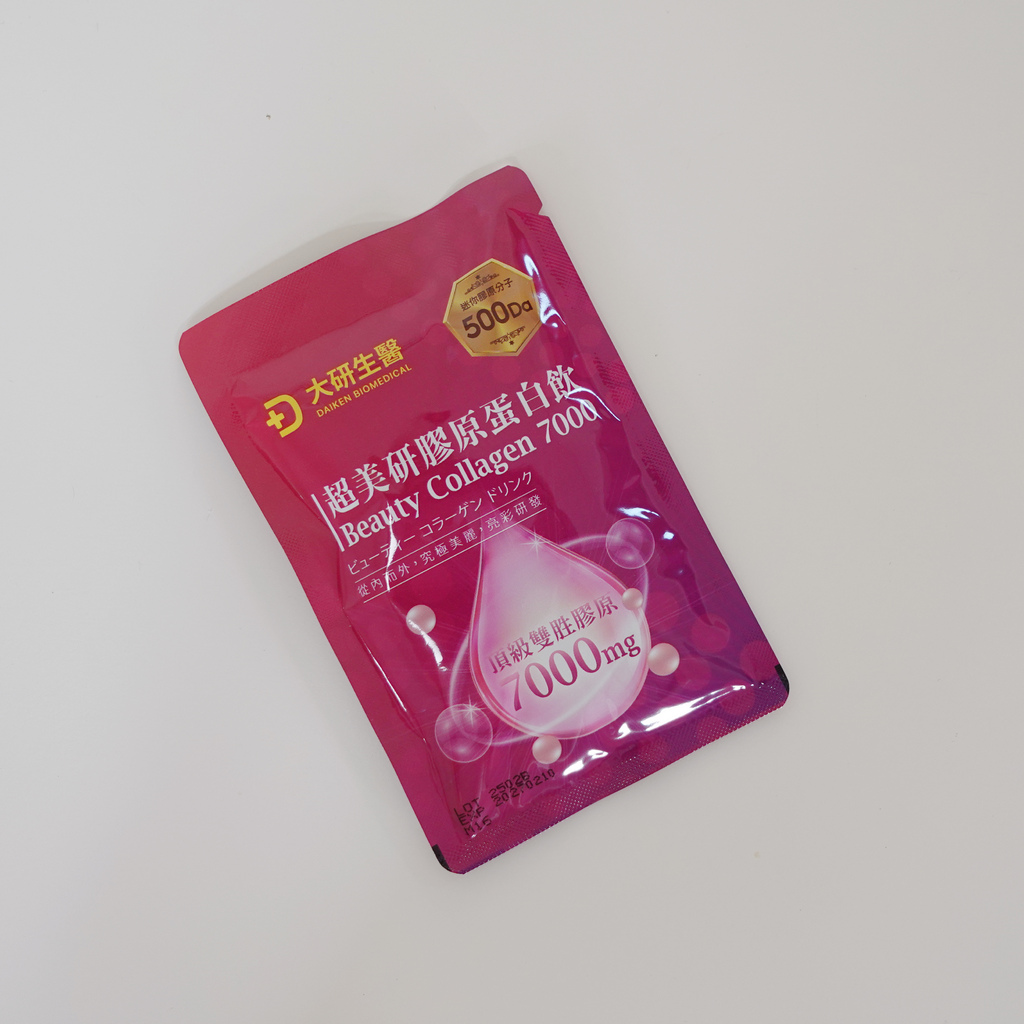 迷你膠原分子
500Da
大研生醫
DAIKEN BIOMEDICAL
超美研膠原蛋白飲
Beauty Collagen 7000
ビューティー コラーゲン ドリンク
從內而外，究極美麗，亮彩研發
頂級雙胜膠原
7000mg
LOT 25026
EXP 20270216
M15